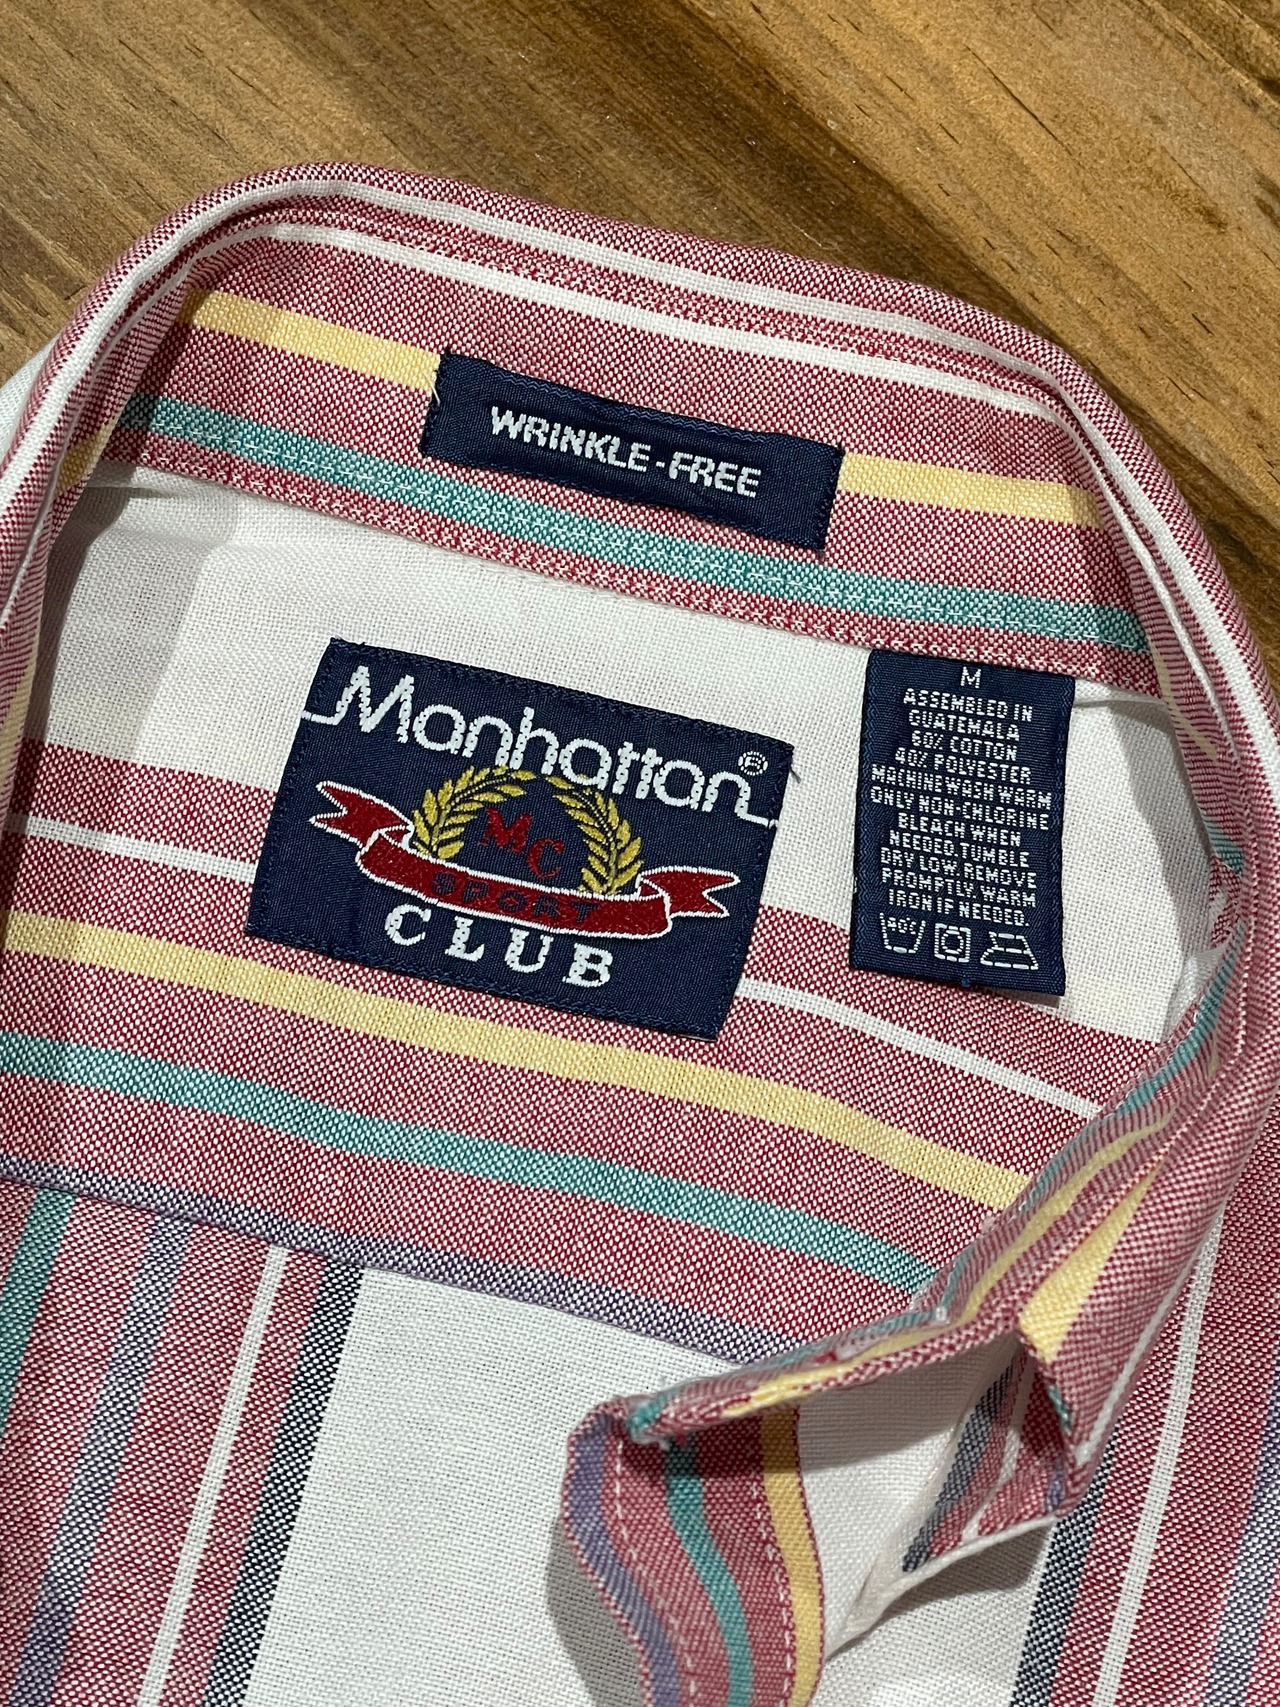 WRINKLE-FREE
Manhattan®
MC
SPORT
CLUB
M
ASSEMBLED IN
GUATEMALA
60% COTTON
40% POLYESTER
MACHINE WASH WARM
ONLY NON-CHLORINE
BLEACH WHEN
NEEDED. TUMBLE
DRY LOW. REMOVE
PROMPTLY. WARM
IRON IF NEEDED.
40°C